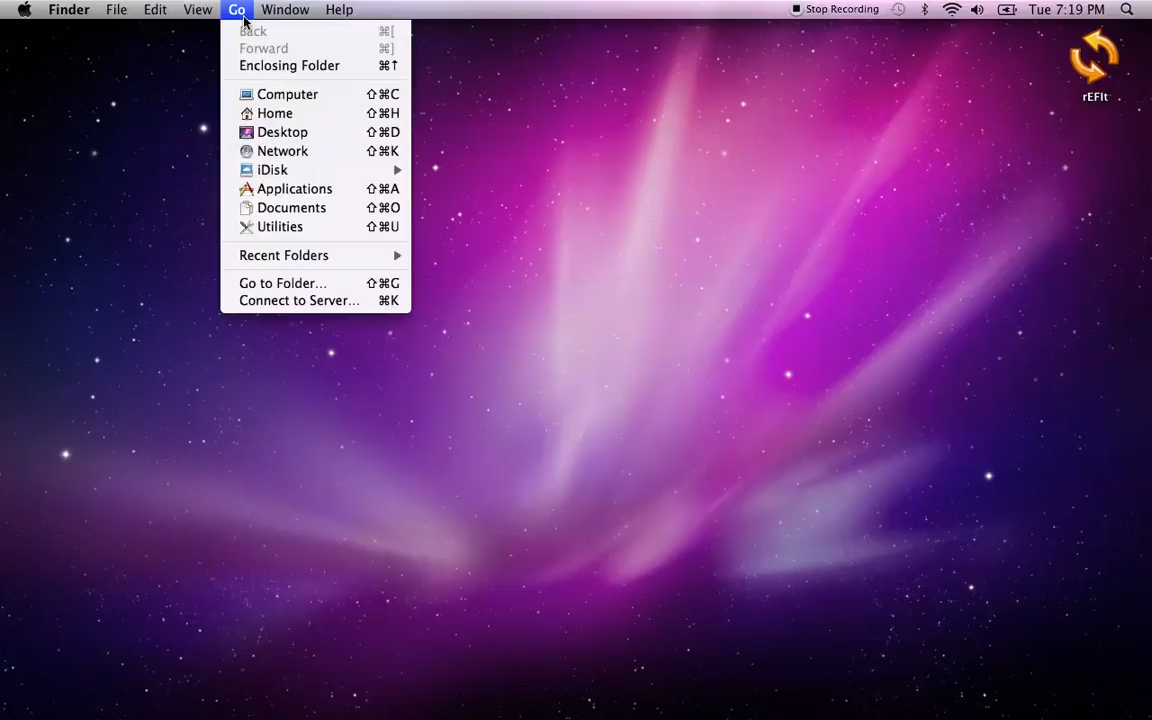 Finder File Edit View Go Window Help Stop Recording Tue 7:19 PM
Back ⌘[
Forward ⌘]
Enclosing Folder ⌘↑
Computer ⇧⌘C
Home ⇧⌘H
Desktop ⇧⌘D
Network ⇧⌘K
iDisk
Applications ⇧⌘A
Documents ⇧⌘O
Utilities ⇧⌘U
Recent Folders
Go to Folder... ⇧⌘G
Connect to Server... ⌘K
rEFIt